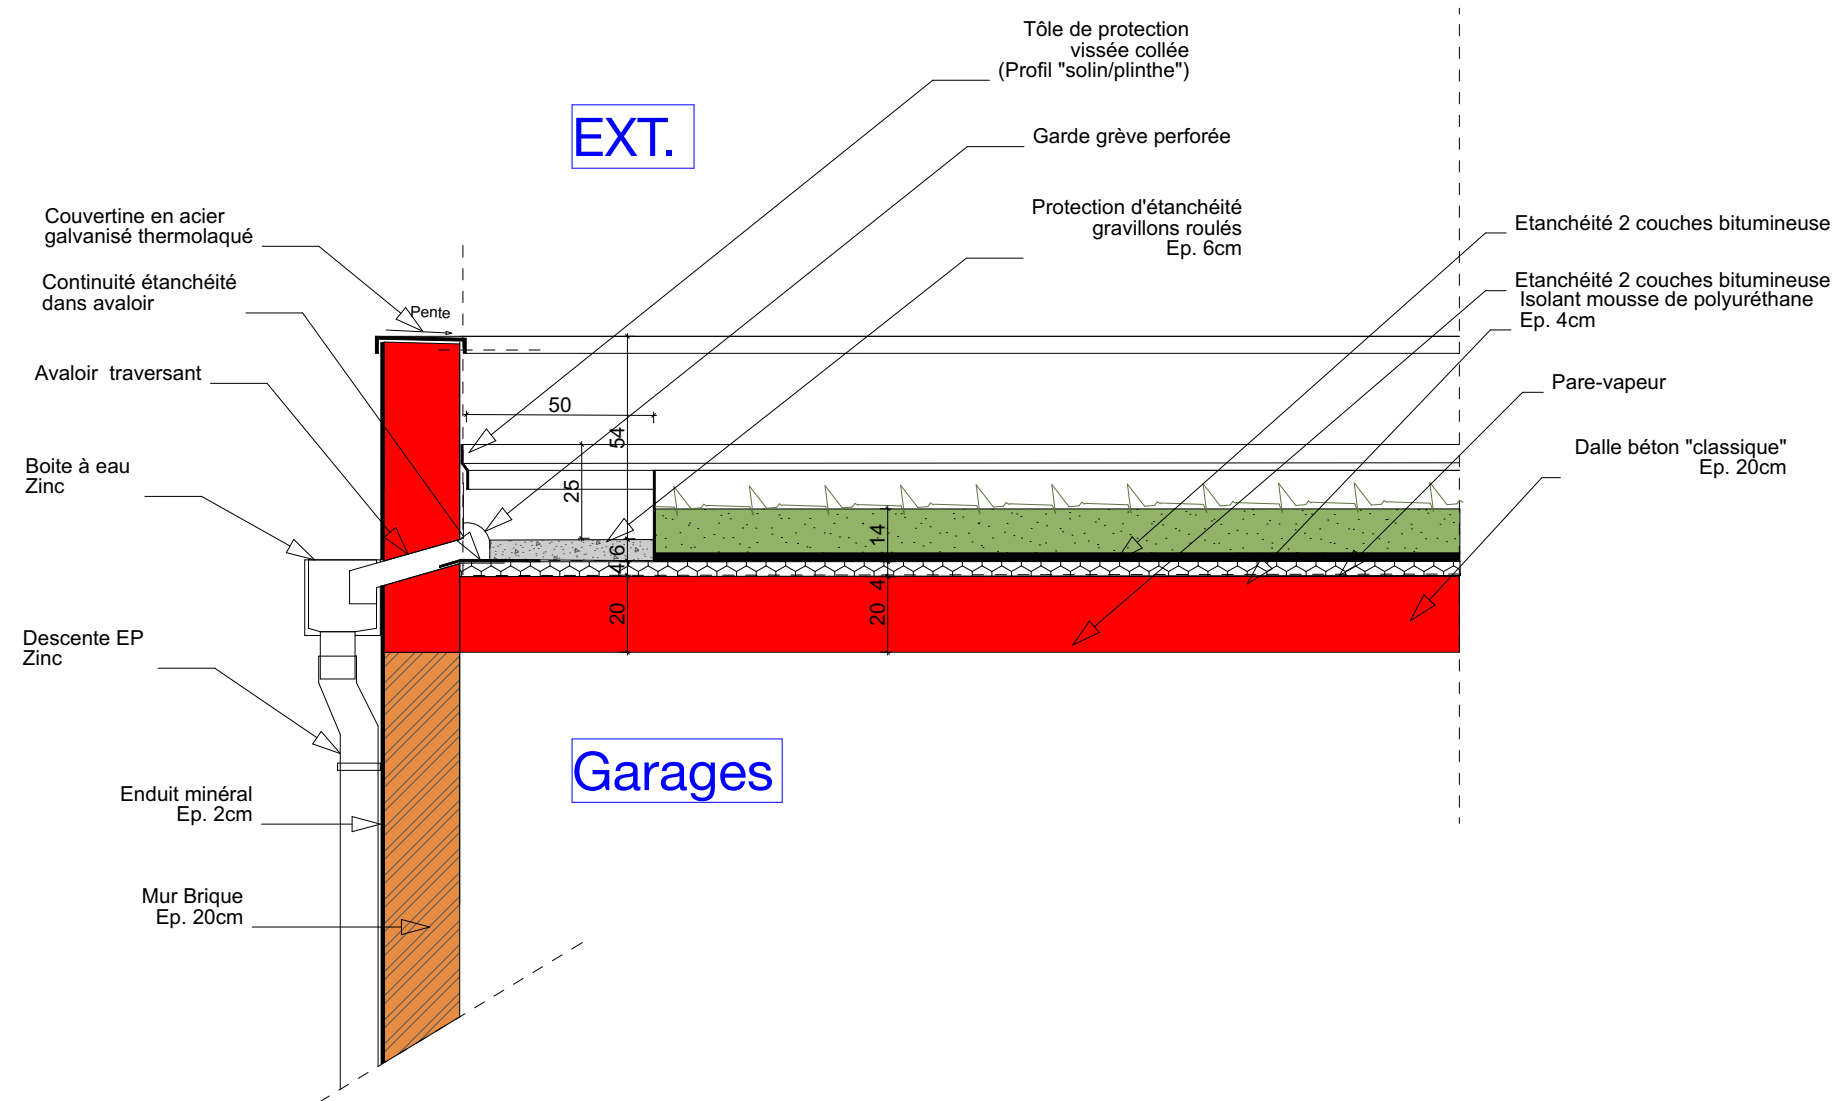 Tôle de protection
vissée collée
(Profil "solin/plinthe")
EXT.
Garde grève perforée
Protection d'étanchéité
gravillons roulés
Ep. 6cm
Couvertine en acier
galvanisé thermolaqué
Etanchéité 2 couches bitumineuse
Continuité étanchéité
dans avaloir
Etanchéité 2 couches bitumineuse
Isolant mousse de polyuréthane
Ep. 4cm
Pente
Avaloir traversant
Pare-vapeur
50
54
Dalle béton "classique"
Ep. 20cm
Boite à eau
Zinc
25
14
6
4
4
20
20
Descente EP
Zinc
Garages
Enduit minéral
Ep. 2cm
Mur Brique
Ep. 20cm